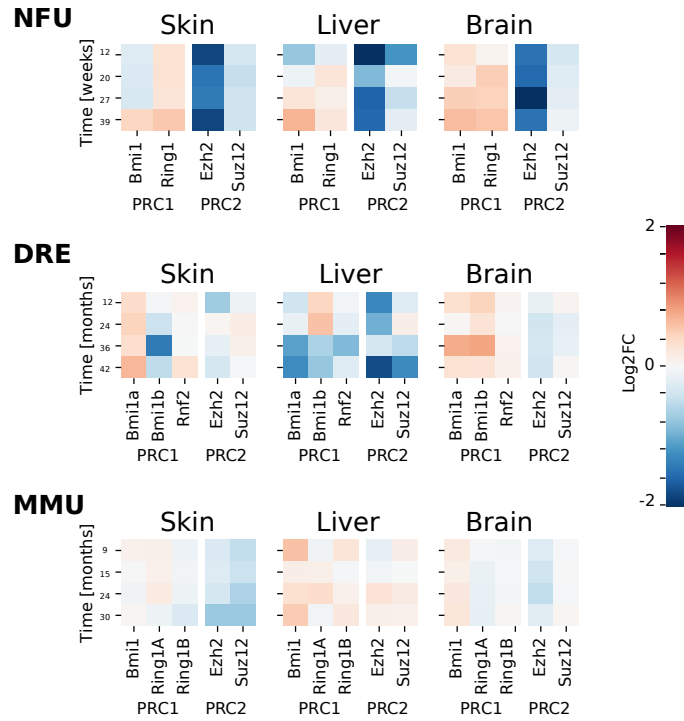 NFU
Skin Liver Brain
Time [weeks]
12
20
27
39
Bmi1 Ring1 Ezh2 Suz12 Bmi1 Ring1 Ezh2 Suz12 Bmi1 Ring1 Ezh2 Suz12
PRC1 PRC2 PRC1 PRC2 PRC1 PRC2
DRE
Skin Liver Brain
Time [months]
12
24
36
42
Bmi1a Bmi1b Rnf2 Ezh2 Suz12 Bmi1a Bmi1b Rnf2 Ezh2 Suz12 Bmi1a Bmi1b Rnf2 Ezh2 Suz12
PRC1 PRC2 PRC1 PRC2 PRC1 PRC2
2
0
-2
Log2FC
MMU
Skin Liver Brain
Time [months]
9
15
24
30
Bmi1 Ring1A Ring1B Ezh2 Suz12 Bmi1 Ring1A Ring1B Ezh2 Suz12 Bmi1 Ring1A Ring1B Ezh2 Suz12
PRC1 PRC2 PRC1 PRC2 PRC1 PRC2